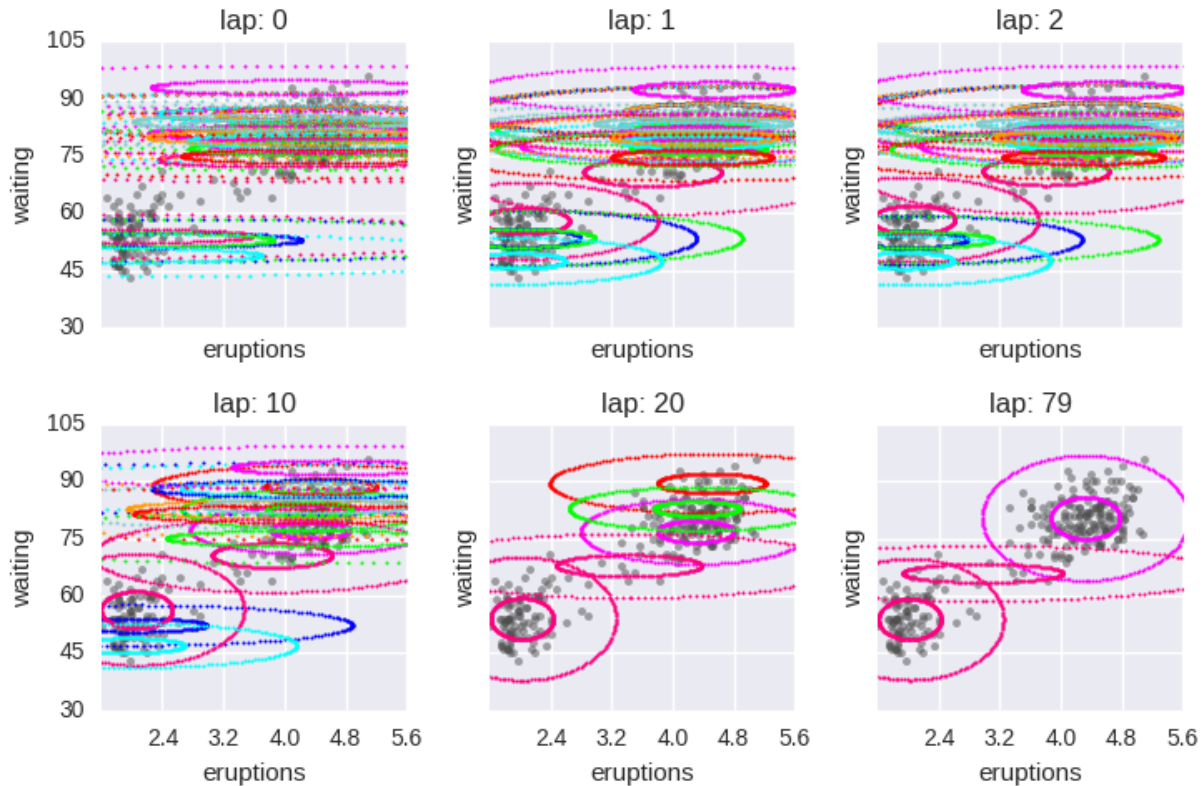 lap: 0
lap: 1
lap: 2
105
90
75
60
45
30
waiting
waiting
waiting
eruptions
eruptions
eruptions
lap: 10
lap: 20
lap: 79
105
90
75
60
45
30
waiting
waiting
waiting
2.4 3.2 4.0 4.8 5.6
2.4 3.2 4.0 4.8 5.6
2.4 3.2 4.0 4.8 5.6
eruptions
eruptions
eruptions